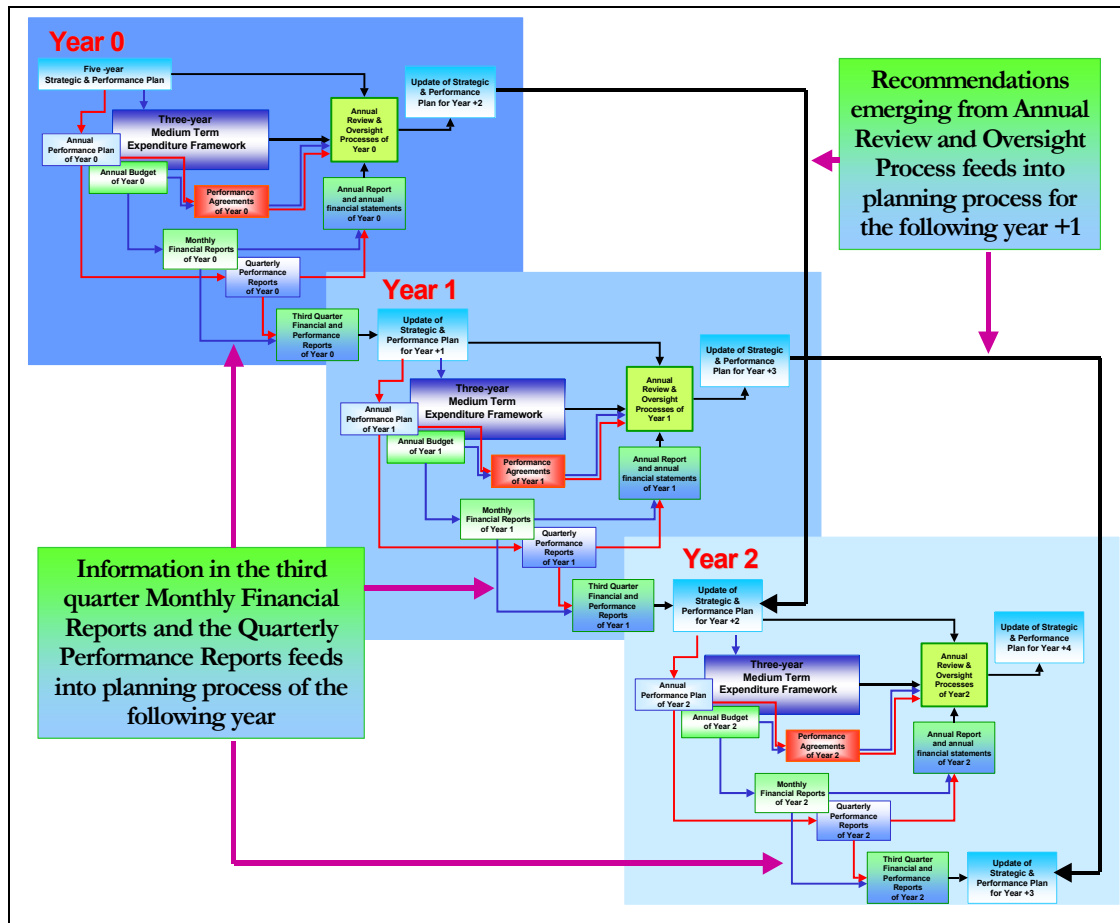 Year 0
Five -year
Strategic & Performance Plan
Update of Strategic
& Performance
Plan for Year +2
Three-year
Medium Term
Expenditure Framework
Annual
Review &
Oversight
Processes of
Year 0
Annual
Performance Plan
of Year 0
Annual Budget
of Year 0
Performance
Agreements
of Year 0
Annual Report
and annual
financial statements
of Year 0
Monthly
Financial Reports
of Year 0
Quarterly
Performance
Reports
of Year 0
Third Quarter
Financial and
Performance
Reports
of Year 0
Recommendations
emerging from Annual
Review and Oversight
Process feeds into
planning process for
the following year +1
Year 1
Update of
Strategic &
Performance Plan
for Year +1
Update of Strategic
& Performance
Plan for Year +3
Three-year
Medium Term
Expenditure Framework
Annual
Review &
Oversight
Processes of
Year 1
Annual
Performance Plan
of Year 1
Annual Budget
of Year 1
Performance
Agreements
of Year 1
Annual Report
and annual
financial statements
of Year 1
Monthly
Financial Reports
of Year 1
Quarterly
Performance
Reports
of Year 1
Third Quarter
Financial and
Performance
Reports
of Year 1
Information in the third
quarter Monthly Financial
Reports and the Quarterly
Performance Reports feeds
into planning process of the
following year
Year 2
Update of
Strategic &
Performance Plan
for Year +2
Update of Strategic
& Performance
Plan for Year +4
Three-year
Medium Term
Expenditure Framework
Annual
Review &
Oversight
Processes
of Year2
Annual
Performance Plan
of Year 2
Annual Budget
of Year 2
Performance
Agreements
of Year 2
Annual Report
and annual
financial statements
of Year 2
Monthly
Financial Reports
of Year 2
Quarterly
Performance
Reports
of Year 2
Third Quarter
Financial and
Performance
Reports
of Year 2
Update of
Strategic &
Performance Plan
for Year +3